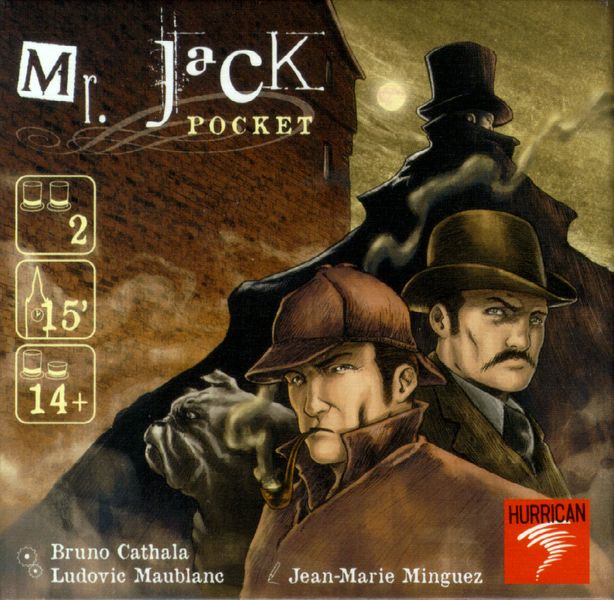 Mr. Jack
POCKET
2
15'
14+
Bruno Cathala
Ludovic Maublanc
Jean-Marie Minguez
HURRICAN